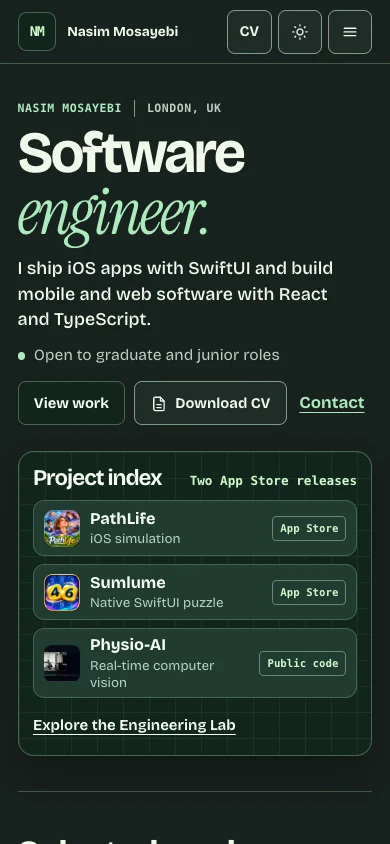 NM
Nasim Mosayebi
CV
NASIM MOSAYEBI
LONDON, UK
Software
engineer.
I ship iOS apps with SwiftUI and build
mobile and web software with React
and TypeScript.
Open to graduate and junior roles
View work
Download CV
Contact
Project index
Two App Store releases
PathLife
iOS simulation
App Store
PathLife
Sumlume
Native SwiftUI puzzle
App Store
46
Physio-AI
Real-time computer
vision
Public code
Explore the Engineering Lab